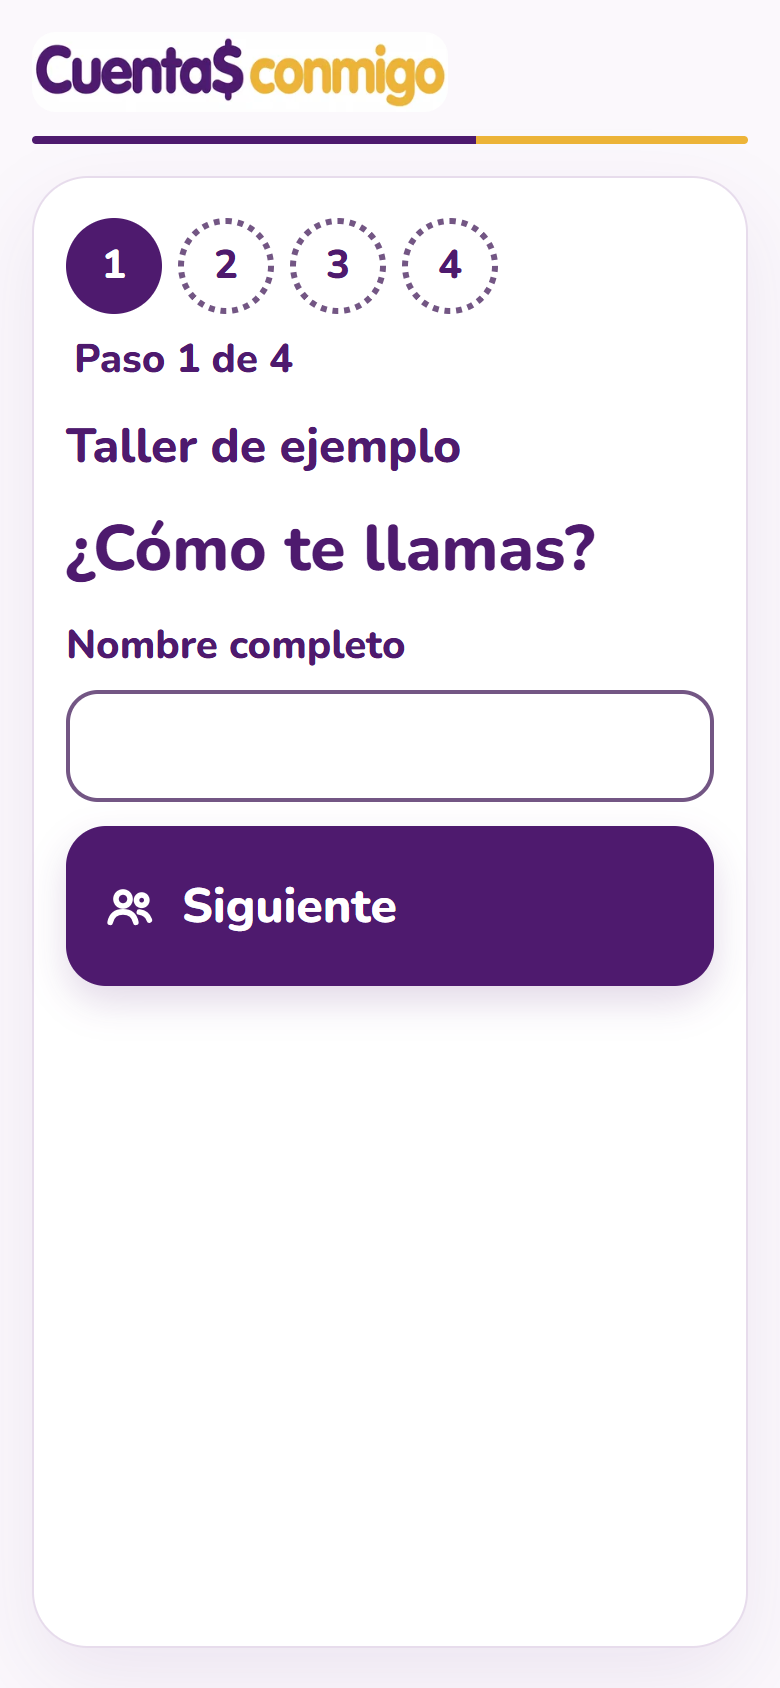 Cuenta$ conmigo
1 2 3 4
Paso 1 de 4
Taller de ejemplo
¿Cómo te llamas?
Nombre completo
Siguiente